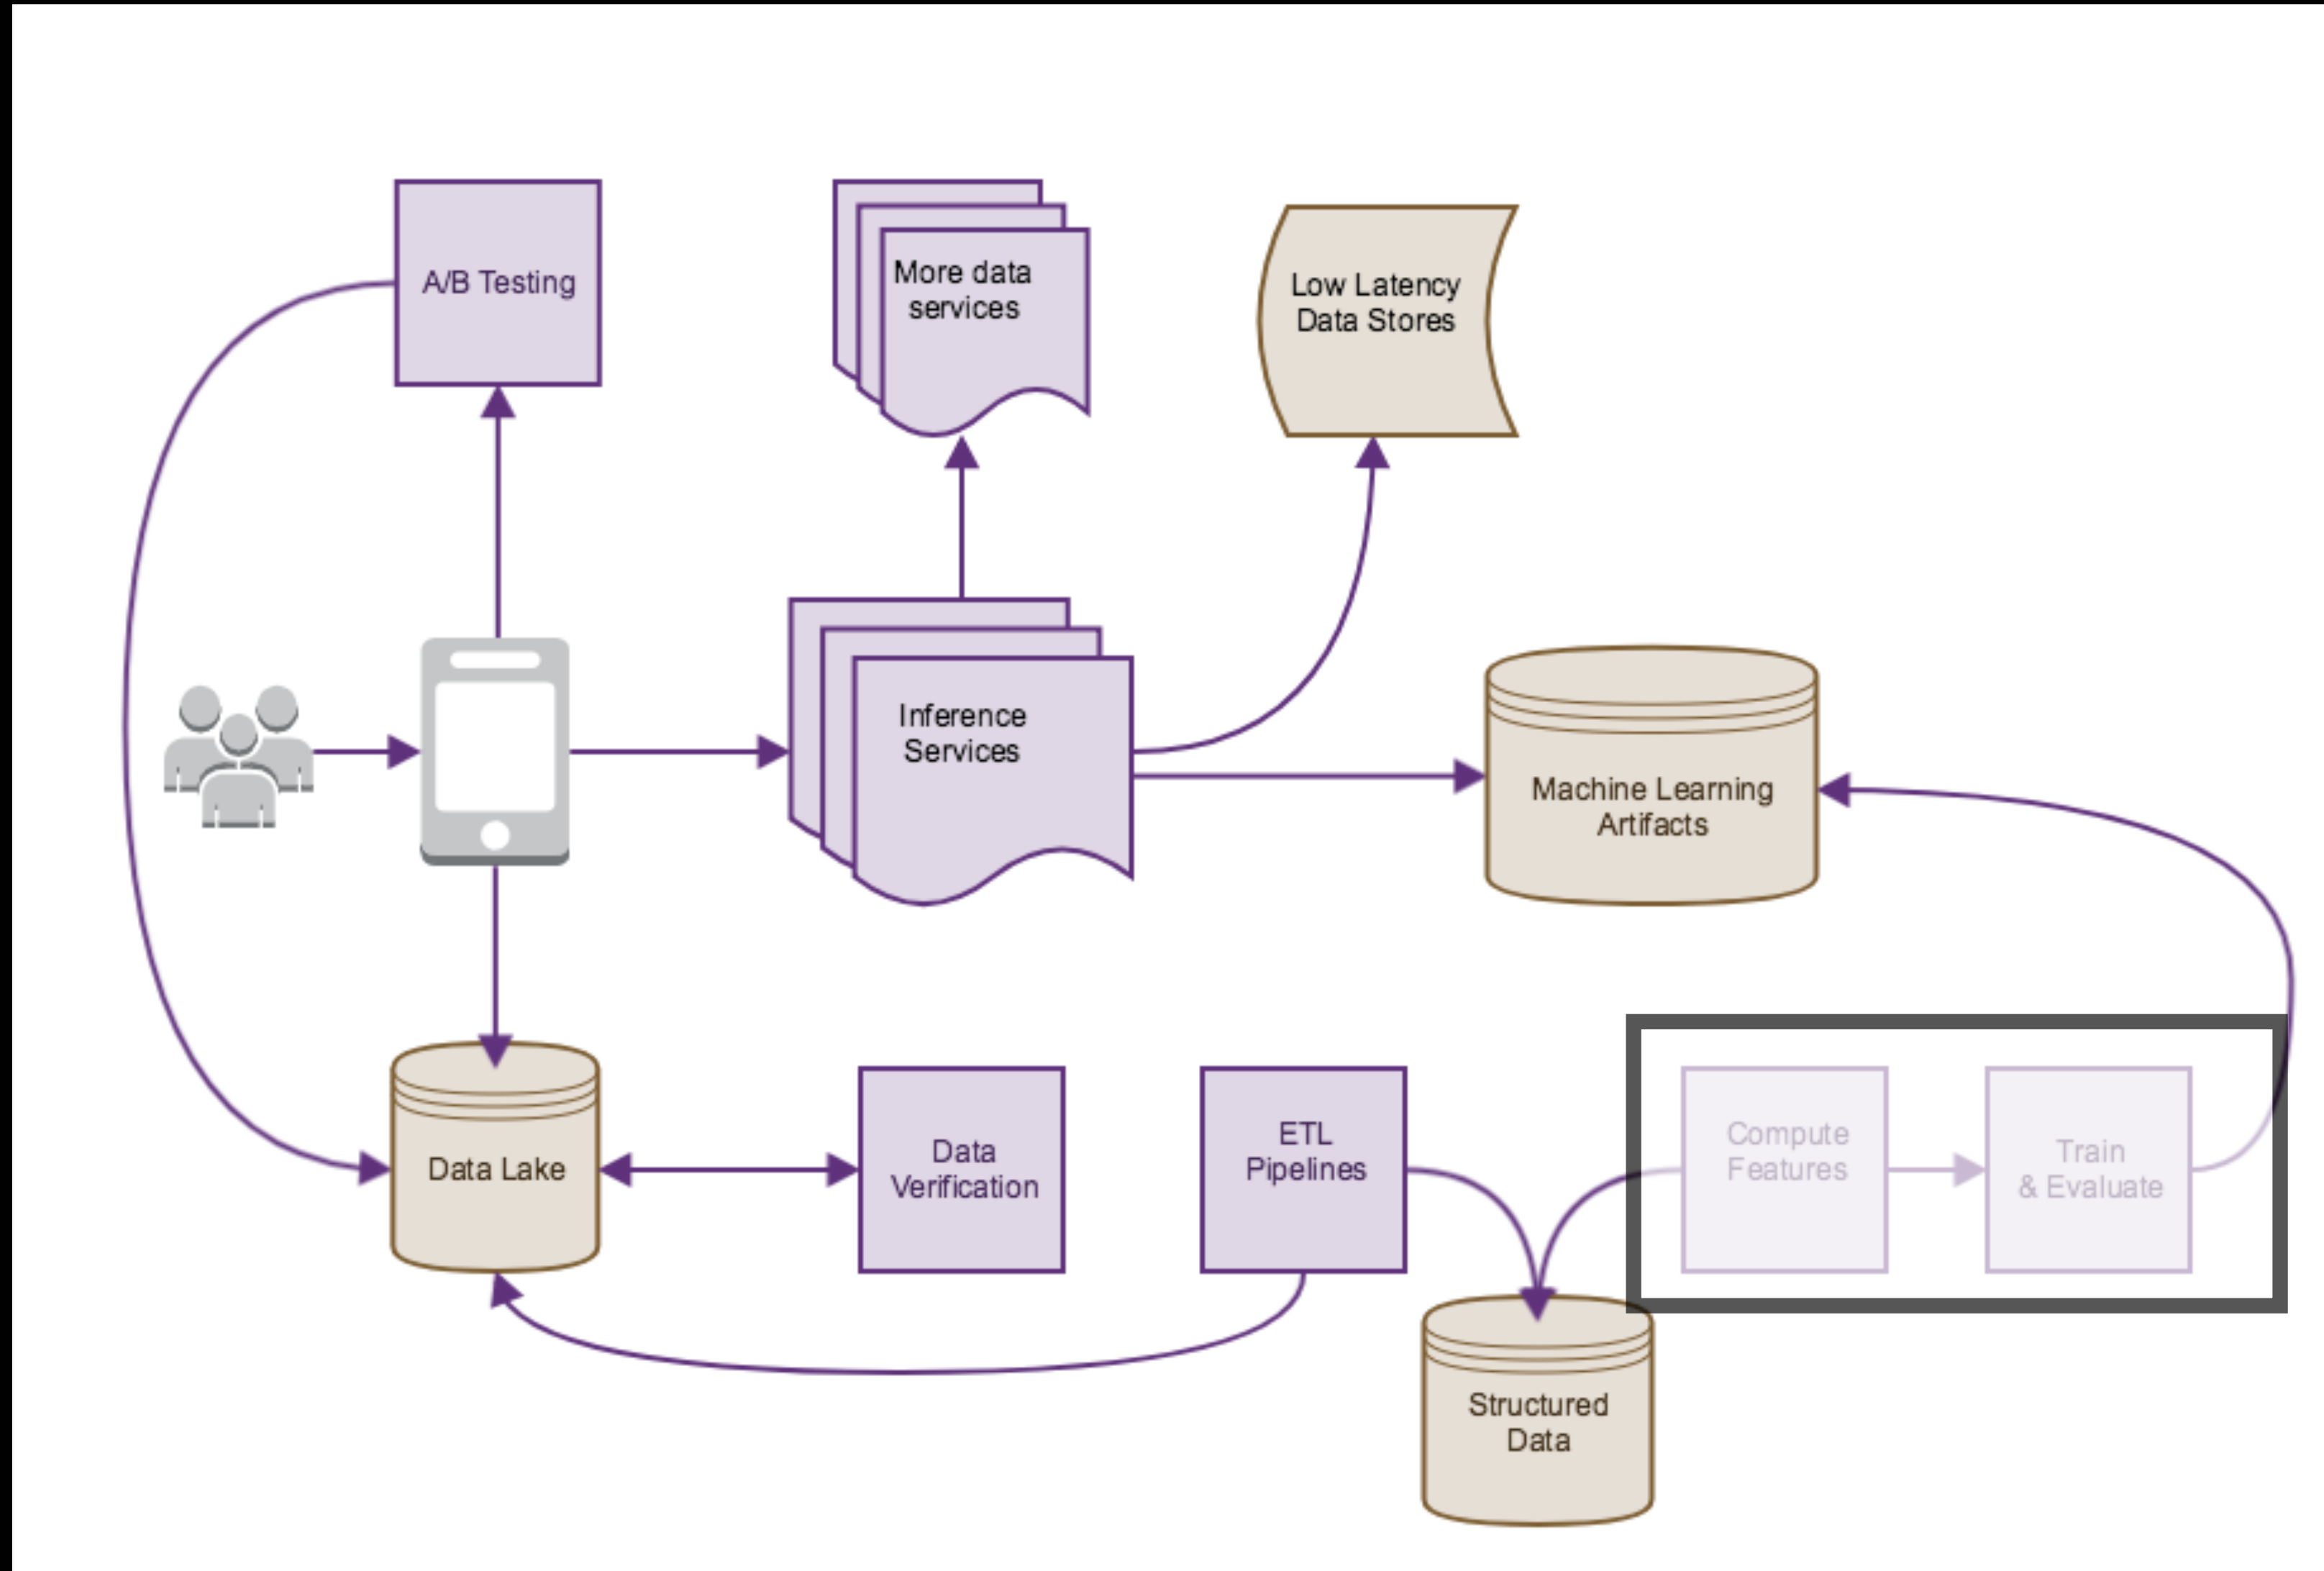 A/B Testing
More data
services
Low Latency
Data Stores
Inference
Services
Machine Learning
Artifacts
Data Lake
Data
Verification
ETL
Pipelines
Compute
Features
Train
& Evaluate
Structured
Data